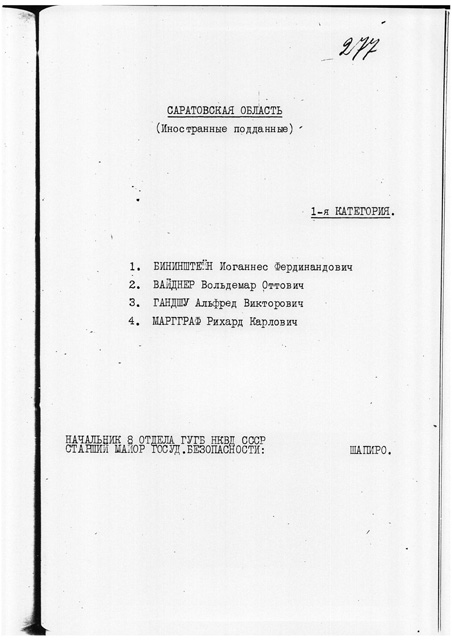 277
САРАТОВСКАЯ ОБЛАСТЬ
(Иностранные подданные)
1-я КАТЕГОРИЯ.
1. БИНИНШТЕЙН Иоганнес Фердинандович
2. ВАЙДНЕР Вольдемар Оттович
3. ГАНДШУ Альфред Викторович
4. МАРГГРАФ Рихард Карлович
НАЧАЛЬНИК 8 ОТДЕЛА ГУГБ НКВД СССР
СТАРШИЙ МАЙОР ГОСУД.БЕЗОПАСНОСТИ: ШАПИРО.